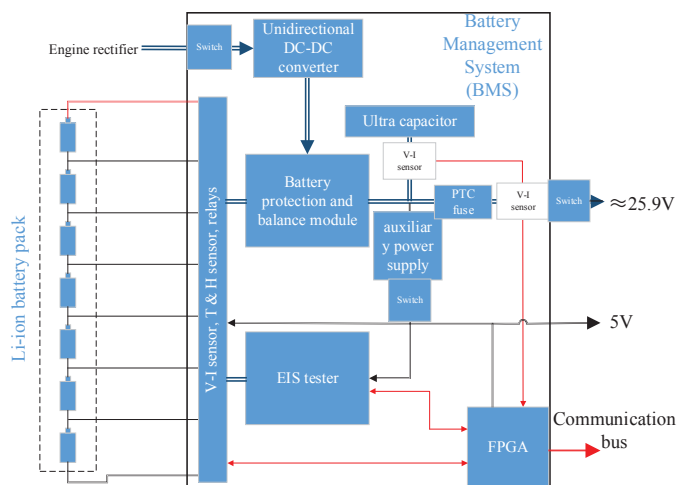 Engine rectifier
Switch
Unidirectional
DC-DC
converter
Battery
Management
System
(BMS)
Ultra capacitor
V-I
sensor
Battery
protection and
balance module
PTC
fuse
V-I
sensor
Switch
≈25.9V
auxiliar
y power
supply
Switch
Li-ion battery pack
V-I sensor, T & H sensor, relays
5V
EIS tester
FPGA
Communication
bus